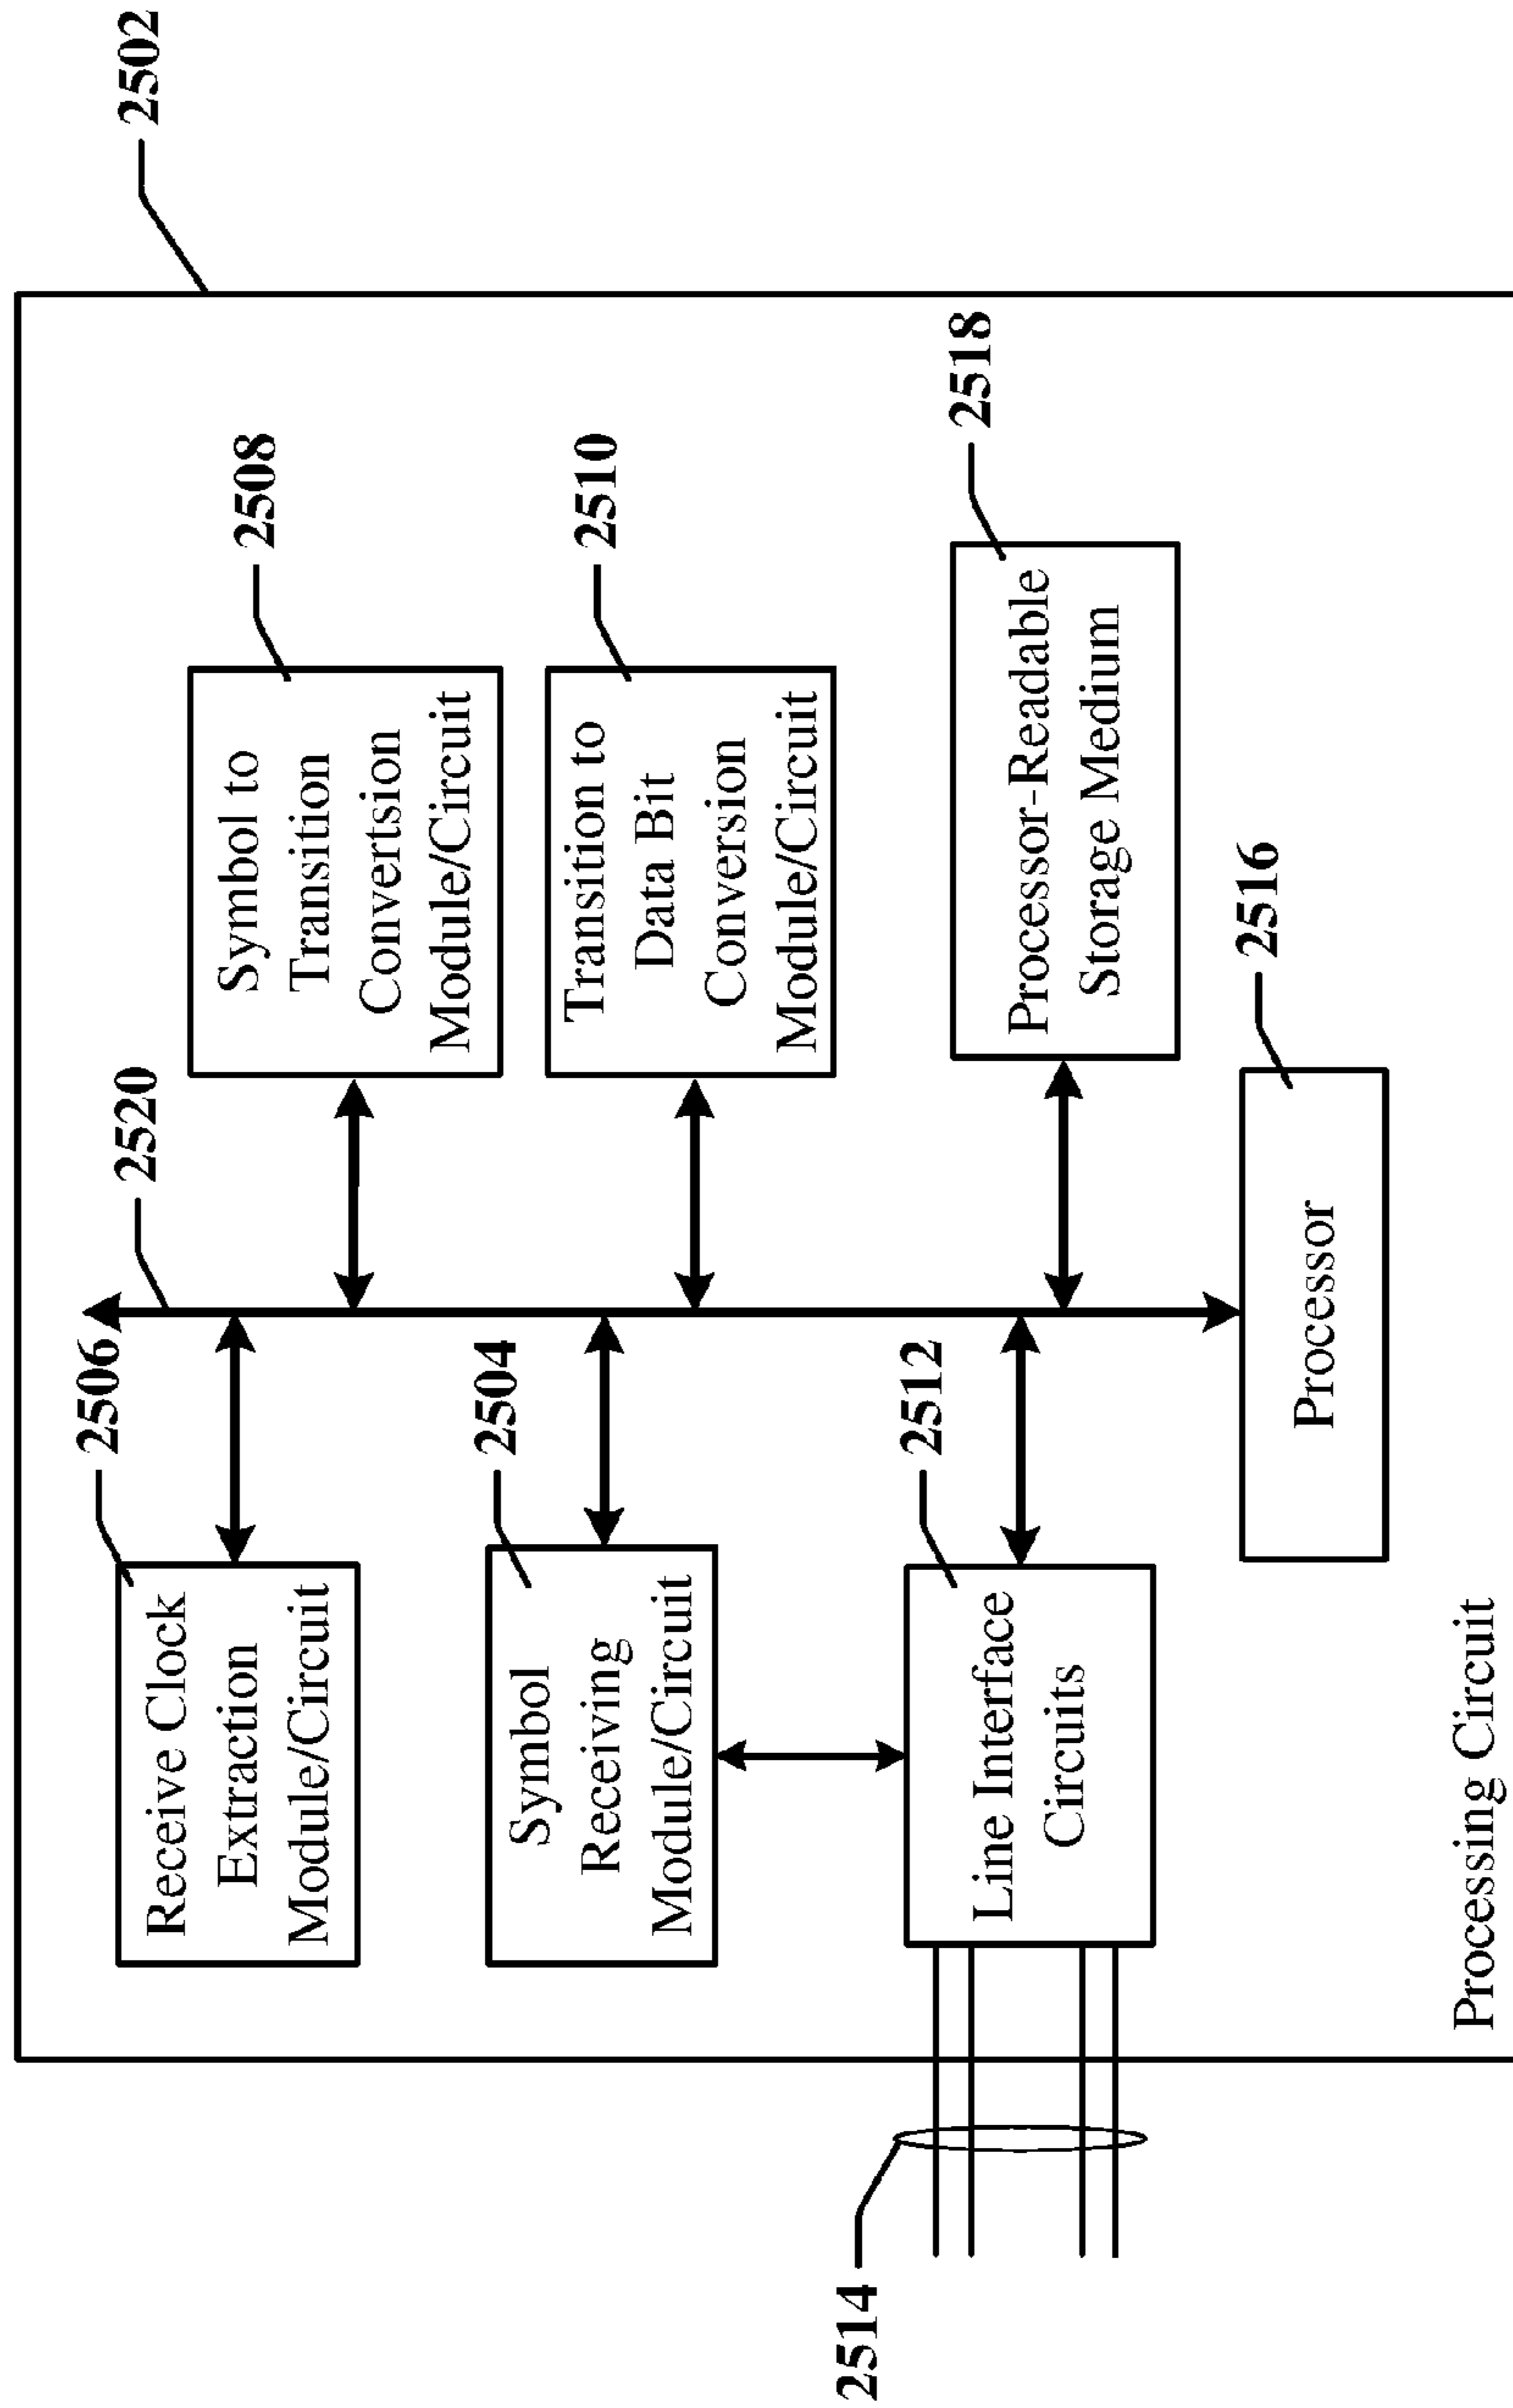 2502
2520
2506
Receive Clock
Extraction
Module/Circuit
2508
Symbol to
Transition
Convertsion
Module/Circuit
2504
Symbol
Receiving
Module/Circuit
2510
Transition to
Data Bit
Conversion
Module/Circuit
2514
2512
Line Interface
Circuits
2518
Processor-Readable
Storage Medium
2516
Processor
Processing Circuit